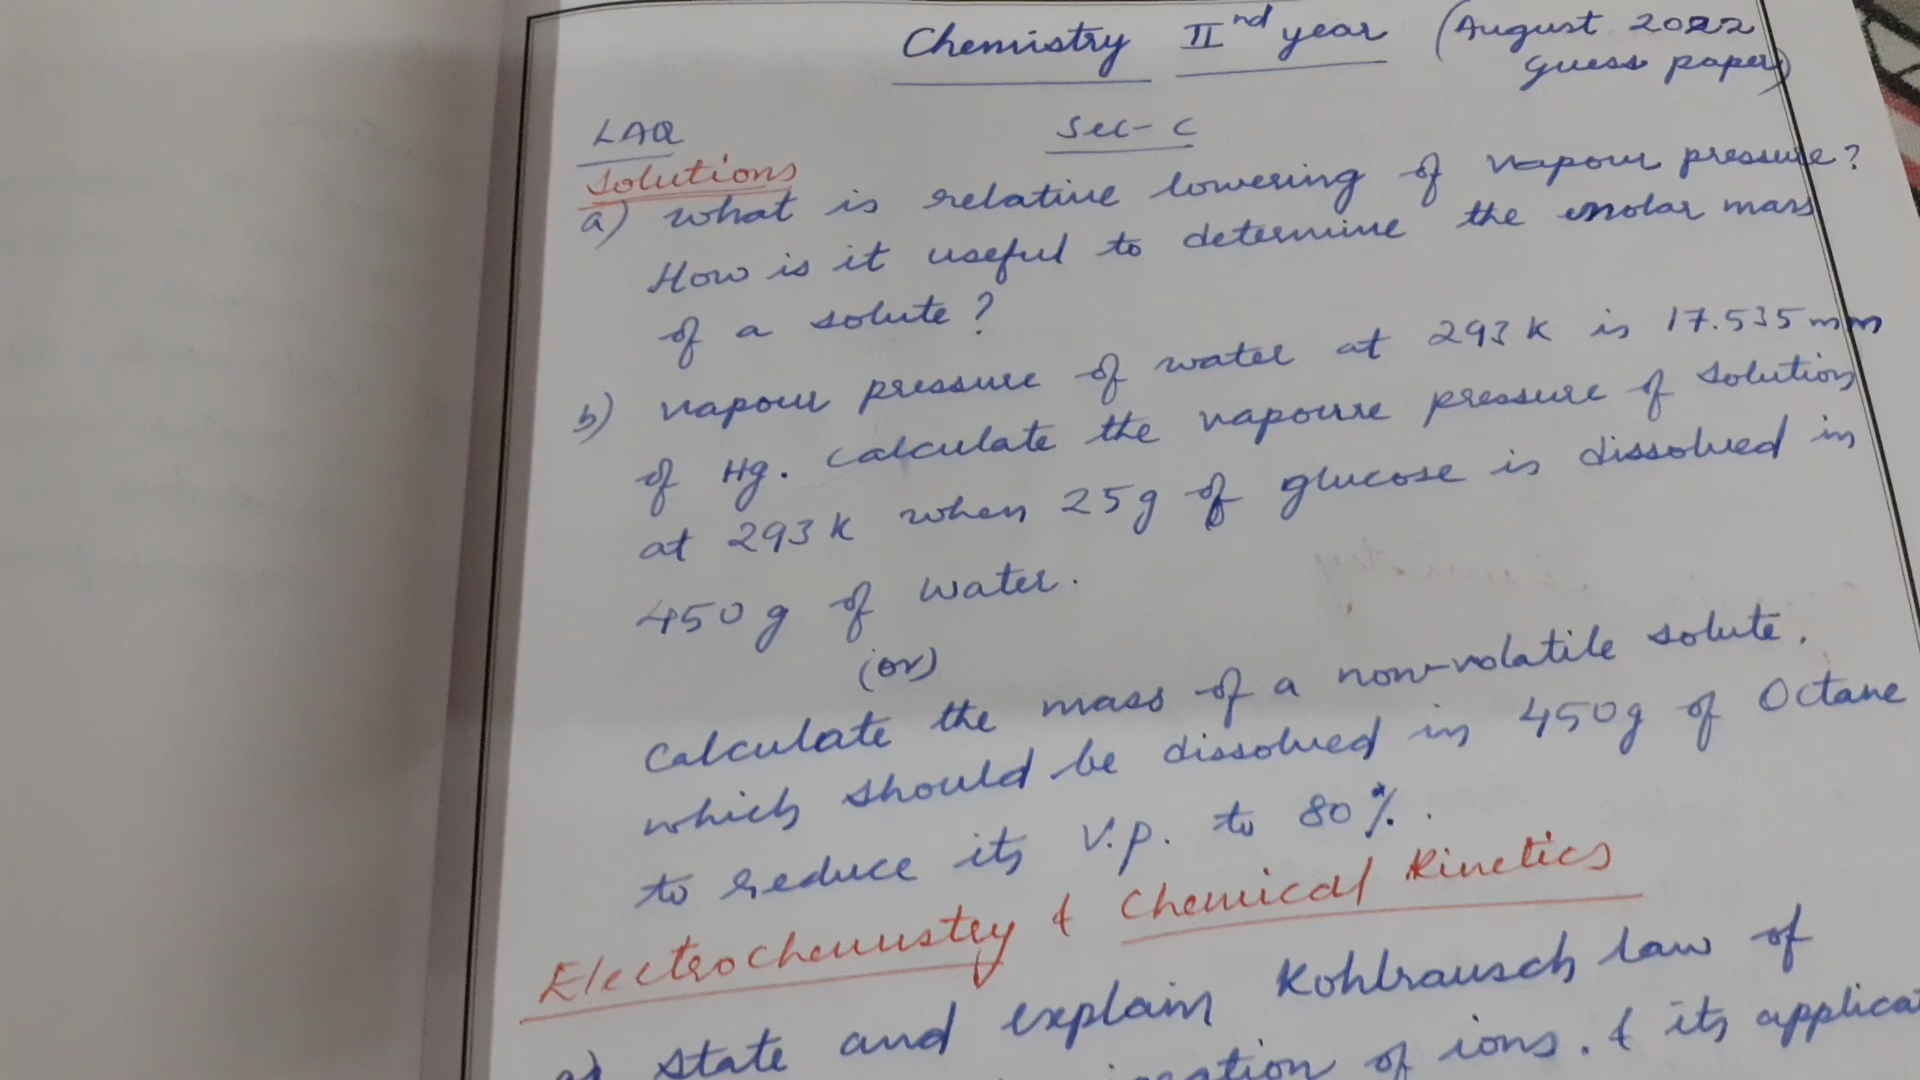 Chemistry IInd year (August 2022
guess paper)
LAQ
Sec-C
Solutions
a) What is relative lowering of vapour pressure?
How is it useful to determine the molar mass
of a solute?
b) Vapour pressure of water at 293 K is 17.535 mm
of Hg. Calculate the vapoure pressure of solution
at 293 K when 25g of glucose is dissolved in
450 g of water.
(or)
Calculate the mass of a non-volatile solute.
which should be dissolved in 450g of Octane
to reduce its V.P. to 80%.
Electrochemistry & Chemical Kinetics
a) State and explain Kohlrausch law of
of ions. & its